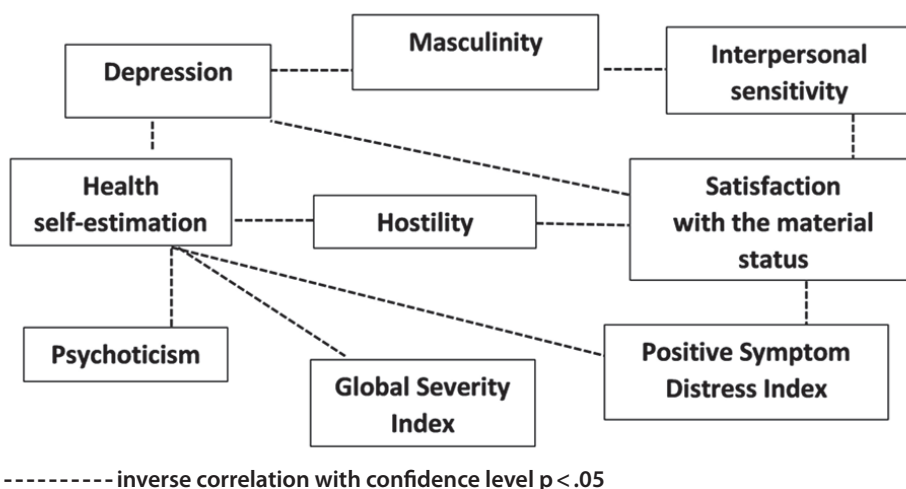 Masculinity
Depression
Interpersonal
sensitivity
Health
self-estimation
Hostility
Satisfaction
with the material
status
Psychoticism
Global Severity
Index
Positive Symptom
Distress Index
---------- inverse correlation with confidence level p < .05